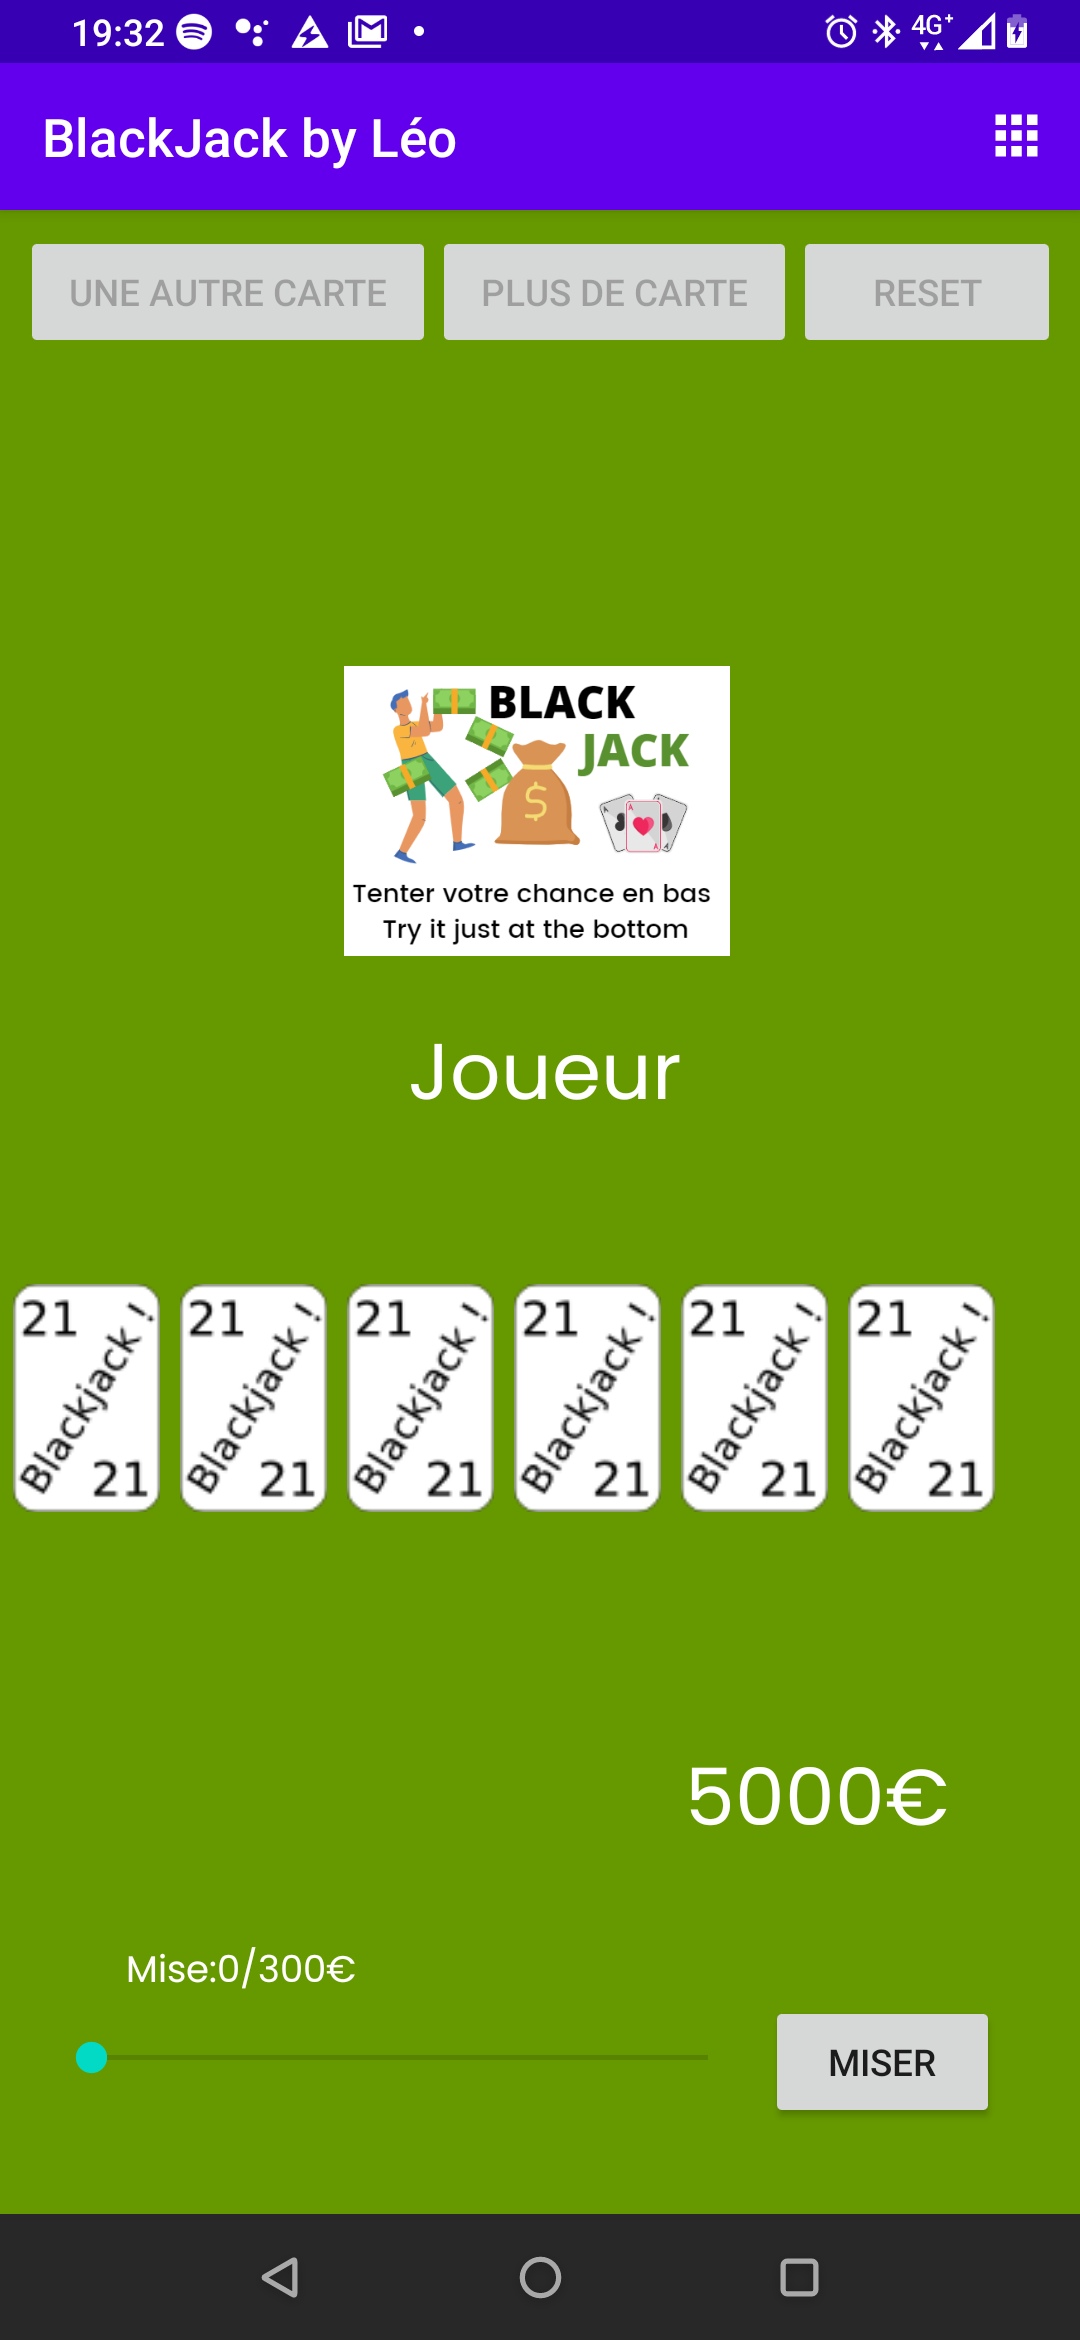 19:32
4G+
BlackJack by Léo
UNE AUTRE CARTE
PLUS DE CARTE
RESET
BLACK
JACK
$
A
A
A
A
Tenter votre chance en bas
Try it just at the bottom
Joueur
21 Blackjack ! 21
21 Blackjack ! 21
21 Blackjack ! 21
21 Blackjack ! 21
21 Blackjack ! 21
21 Blackjack ! 21
5000€
Mise:0/300€
MISER